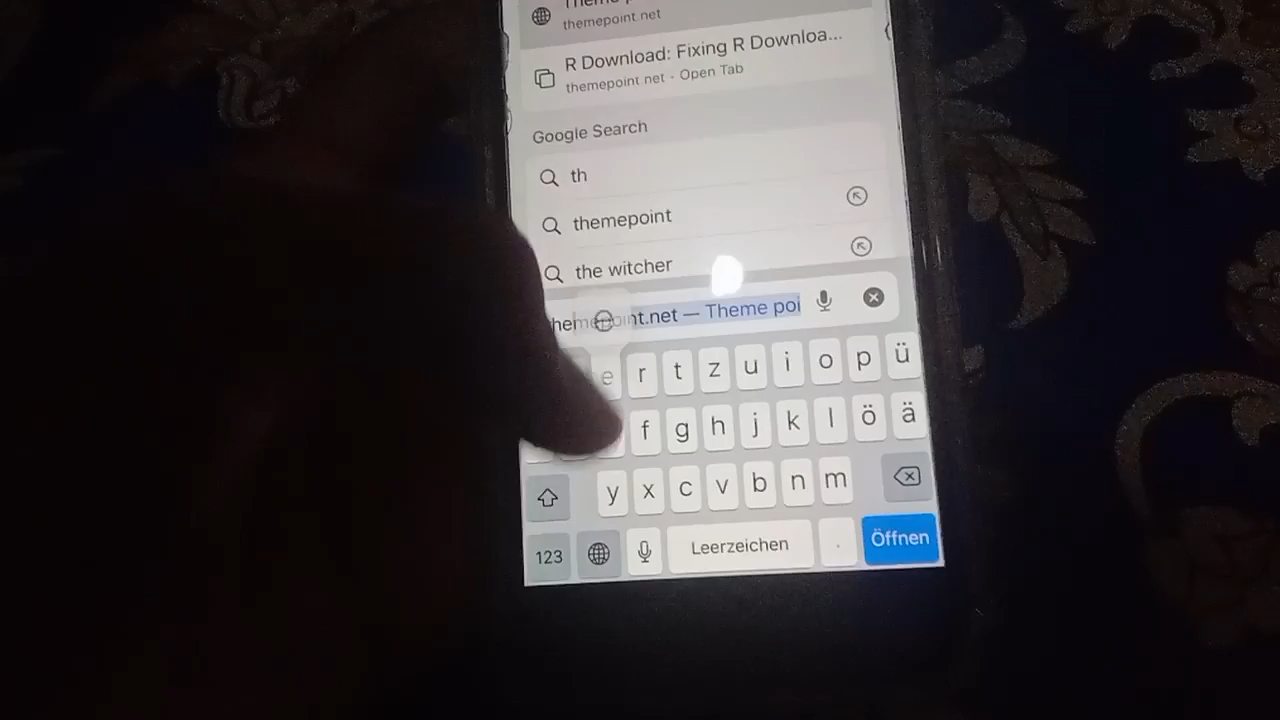 themepoint.net
R Download: Fixing R Downloa...
themepoint.net - Open Tab
Google Search
th
themepoint
the witcher
themepoint.net — Theme poi
e r t z u i o p ü
f g h j k l ö ä
y x c v b n m
123 Leerzeichen . Öffnen